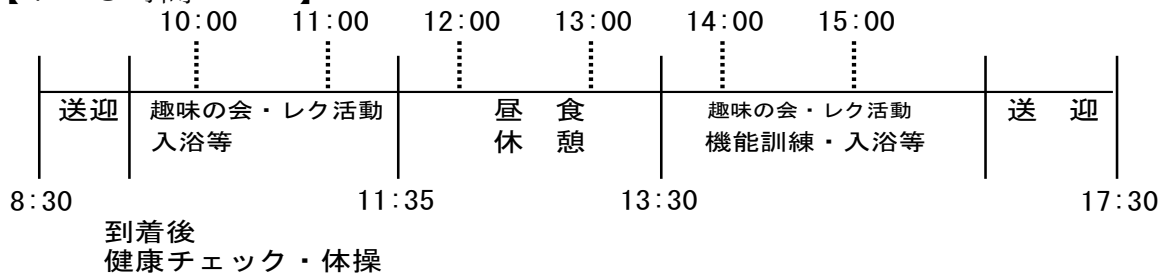 10:00 11:00 12:00 13:00 14:00 15:00
送迎 趣味の会・レク活動 昼 食 趣味の会・レク活動 送 迎
入浴等 休 憩 機能訓練・入浴等
8:30 11:35 13:30 17:30
到着後
健康チェック・体操